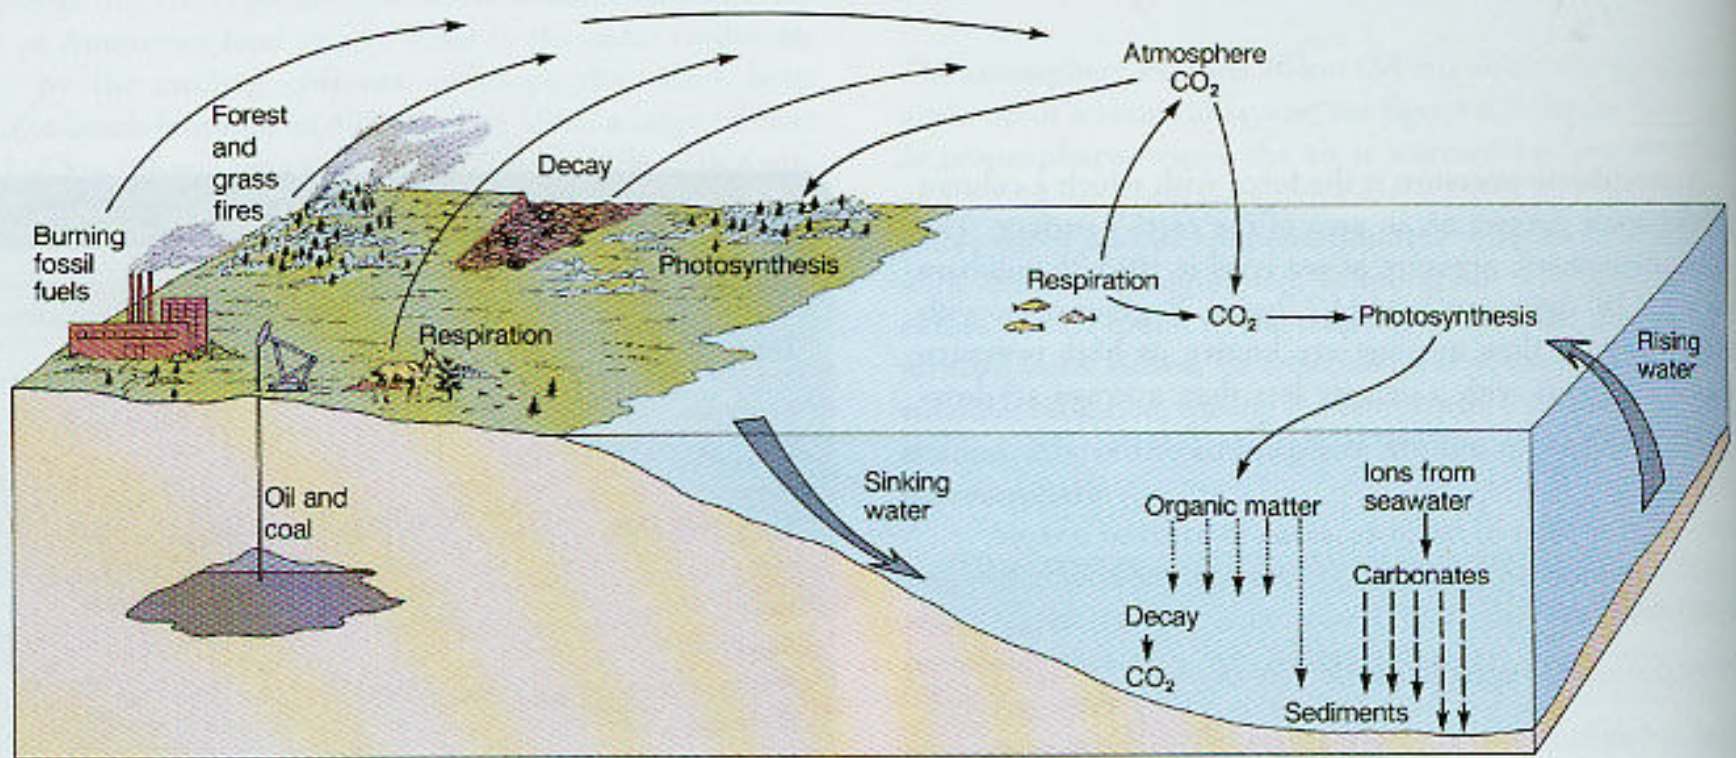 Atmosphere
CO₂
Forest
and
grass
fires
Decay
Burning
fossil
fuels
Photosynthesis
Respiration
Respiration
CO₂
Photosynthesis
Rising
water
Oil and
coal
Sinking
water
Organic matter
Ions from
seawater
Carbonates
Decay
CO₂
Sediments